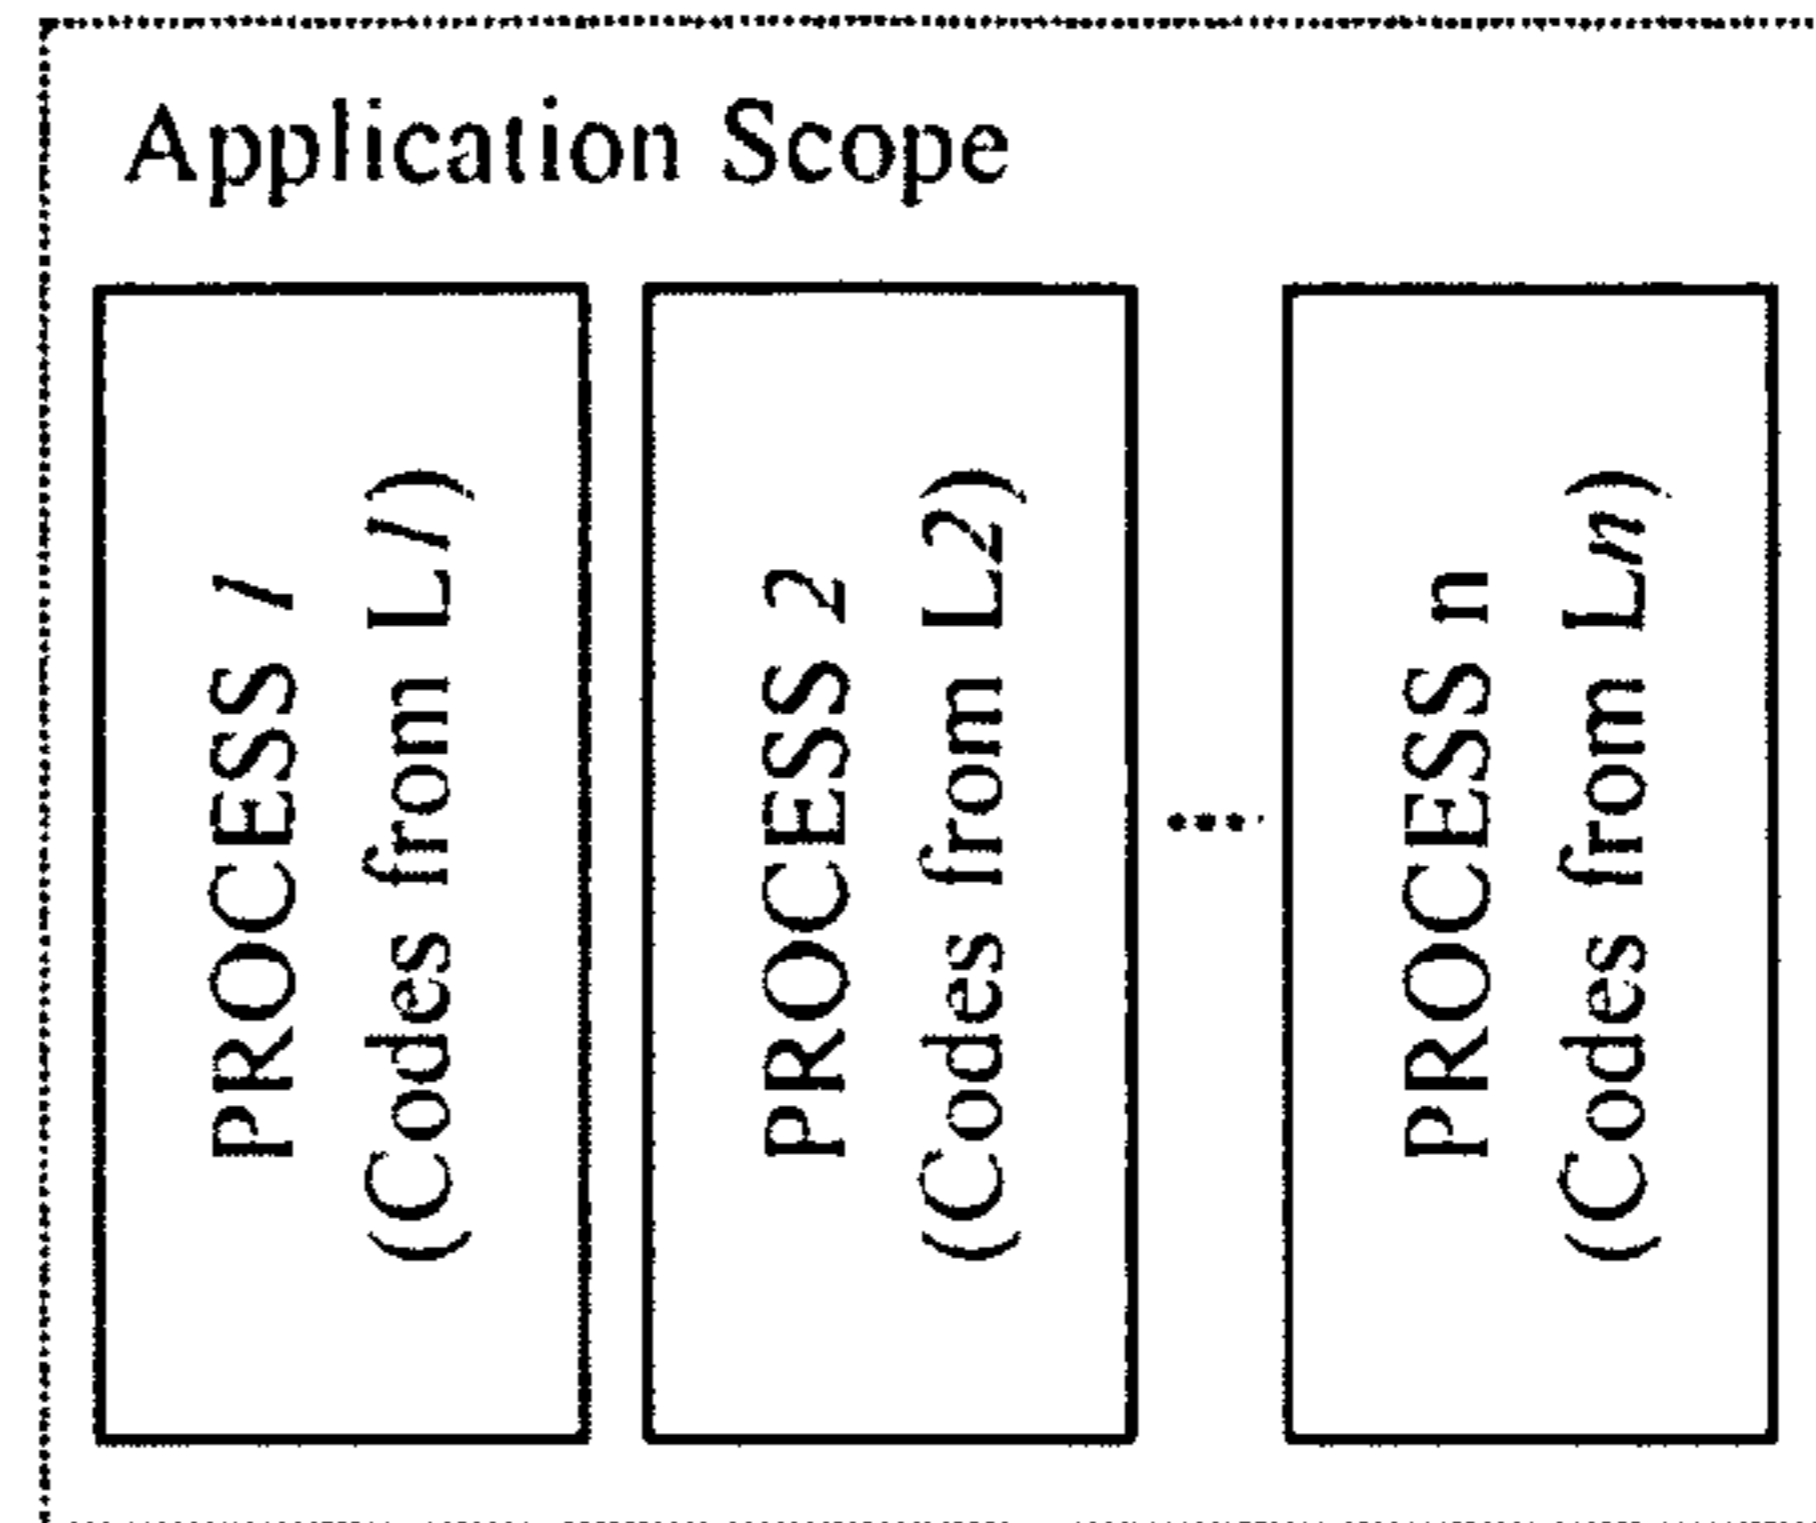 Application Scope
PROCESS 1
(Codes from L1)
PROCESS 2
(Codes from L2)
...
PROCESS n
(Codes from Ln)